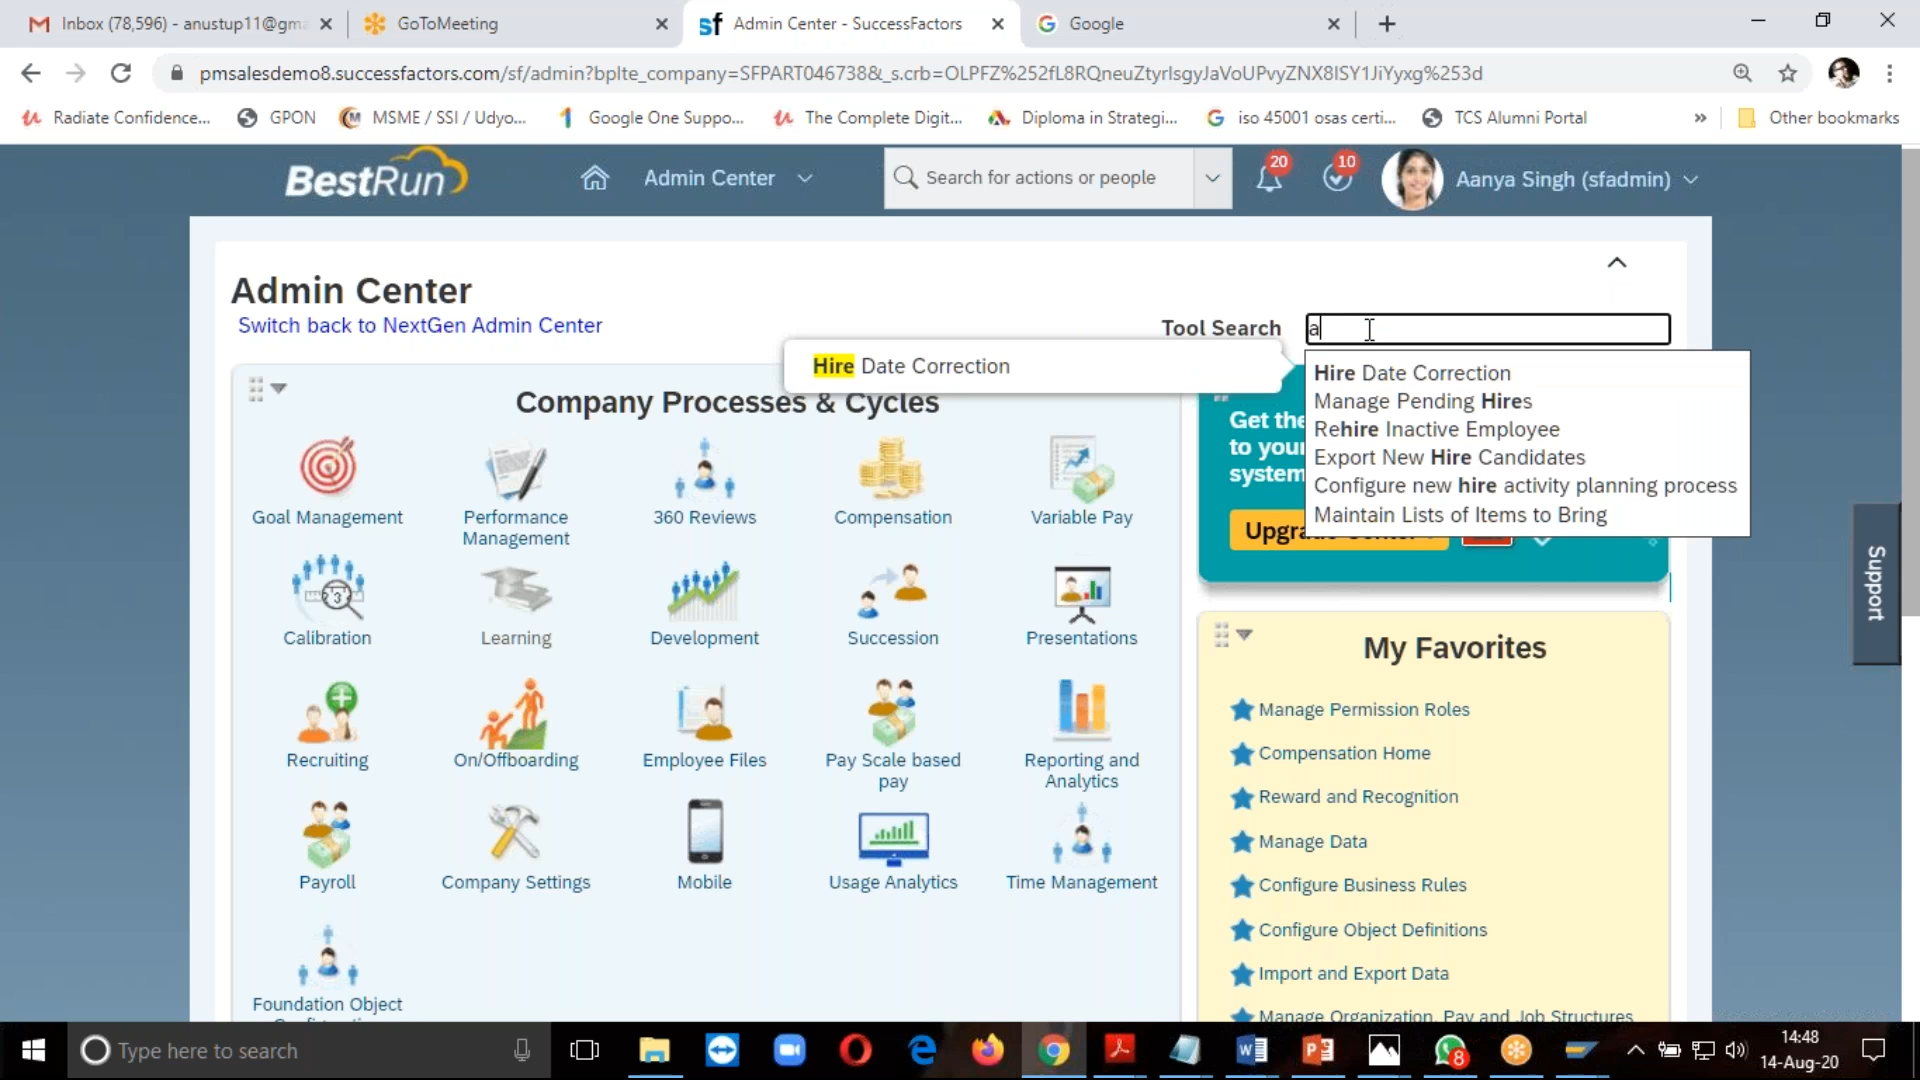 Inbox (78,596) - anustup11@gma
GoToMeeting
sf Admin Center - SuccessFactors
Google
pmsalesdemo8.successfactors.com/sf/admin?bplte_company=SFPART046738&_s.crb=OLPFZ%252fL8RQneuZtyrIsgyJaVoUPvyZNX8ISY1JiYyxg%253d
Radiate Confidence...
GPON
MSME / SSI / Udyo...
Google One Suppo...
The Complete Digit...
Diploma in Strategi...
iso 45001 osas certi...
TCS Alumni Portal
»
Other bookmarks
BestRun
Admin Center
Search for actions or people
20
10
Aanya Singh (sfadmin)
Admin Center
Switch back to NextGen Admin Center
Tool Search
a
Hire Date Correction
Hire Date Correction
Manage Pending Hires
Rehire Inactive Employee
Export New Hire Candidates
Configure new hire activity planning process
Maintain Lists of Items to Bring
Company Processes & Cycles
Get the
to your
system
Goal Management
Performance
Management
360 Reviews
Compensation
Variable Pay
Calibration
Learning
Development
Succession
Presentations
Recruiting
On/Offboarding
Employee Files
Pay Scale based
pay
Reporting and
Analytics
Payroll
Company Settings
Mobile
Usage Analytics
Time Management
Foundation Object
My Favorites
Manage Permission Roles
Compensation Home
Reward and Recognition
Manage Data
Configure Business Rules
Configure Object Definitions
Import and Export Data
Manage Organization, Pay and Job Structures
Support
Type here to search
8
14:48
14-Aug-20